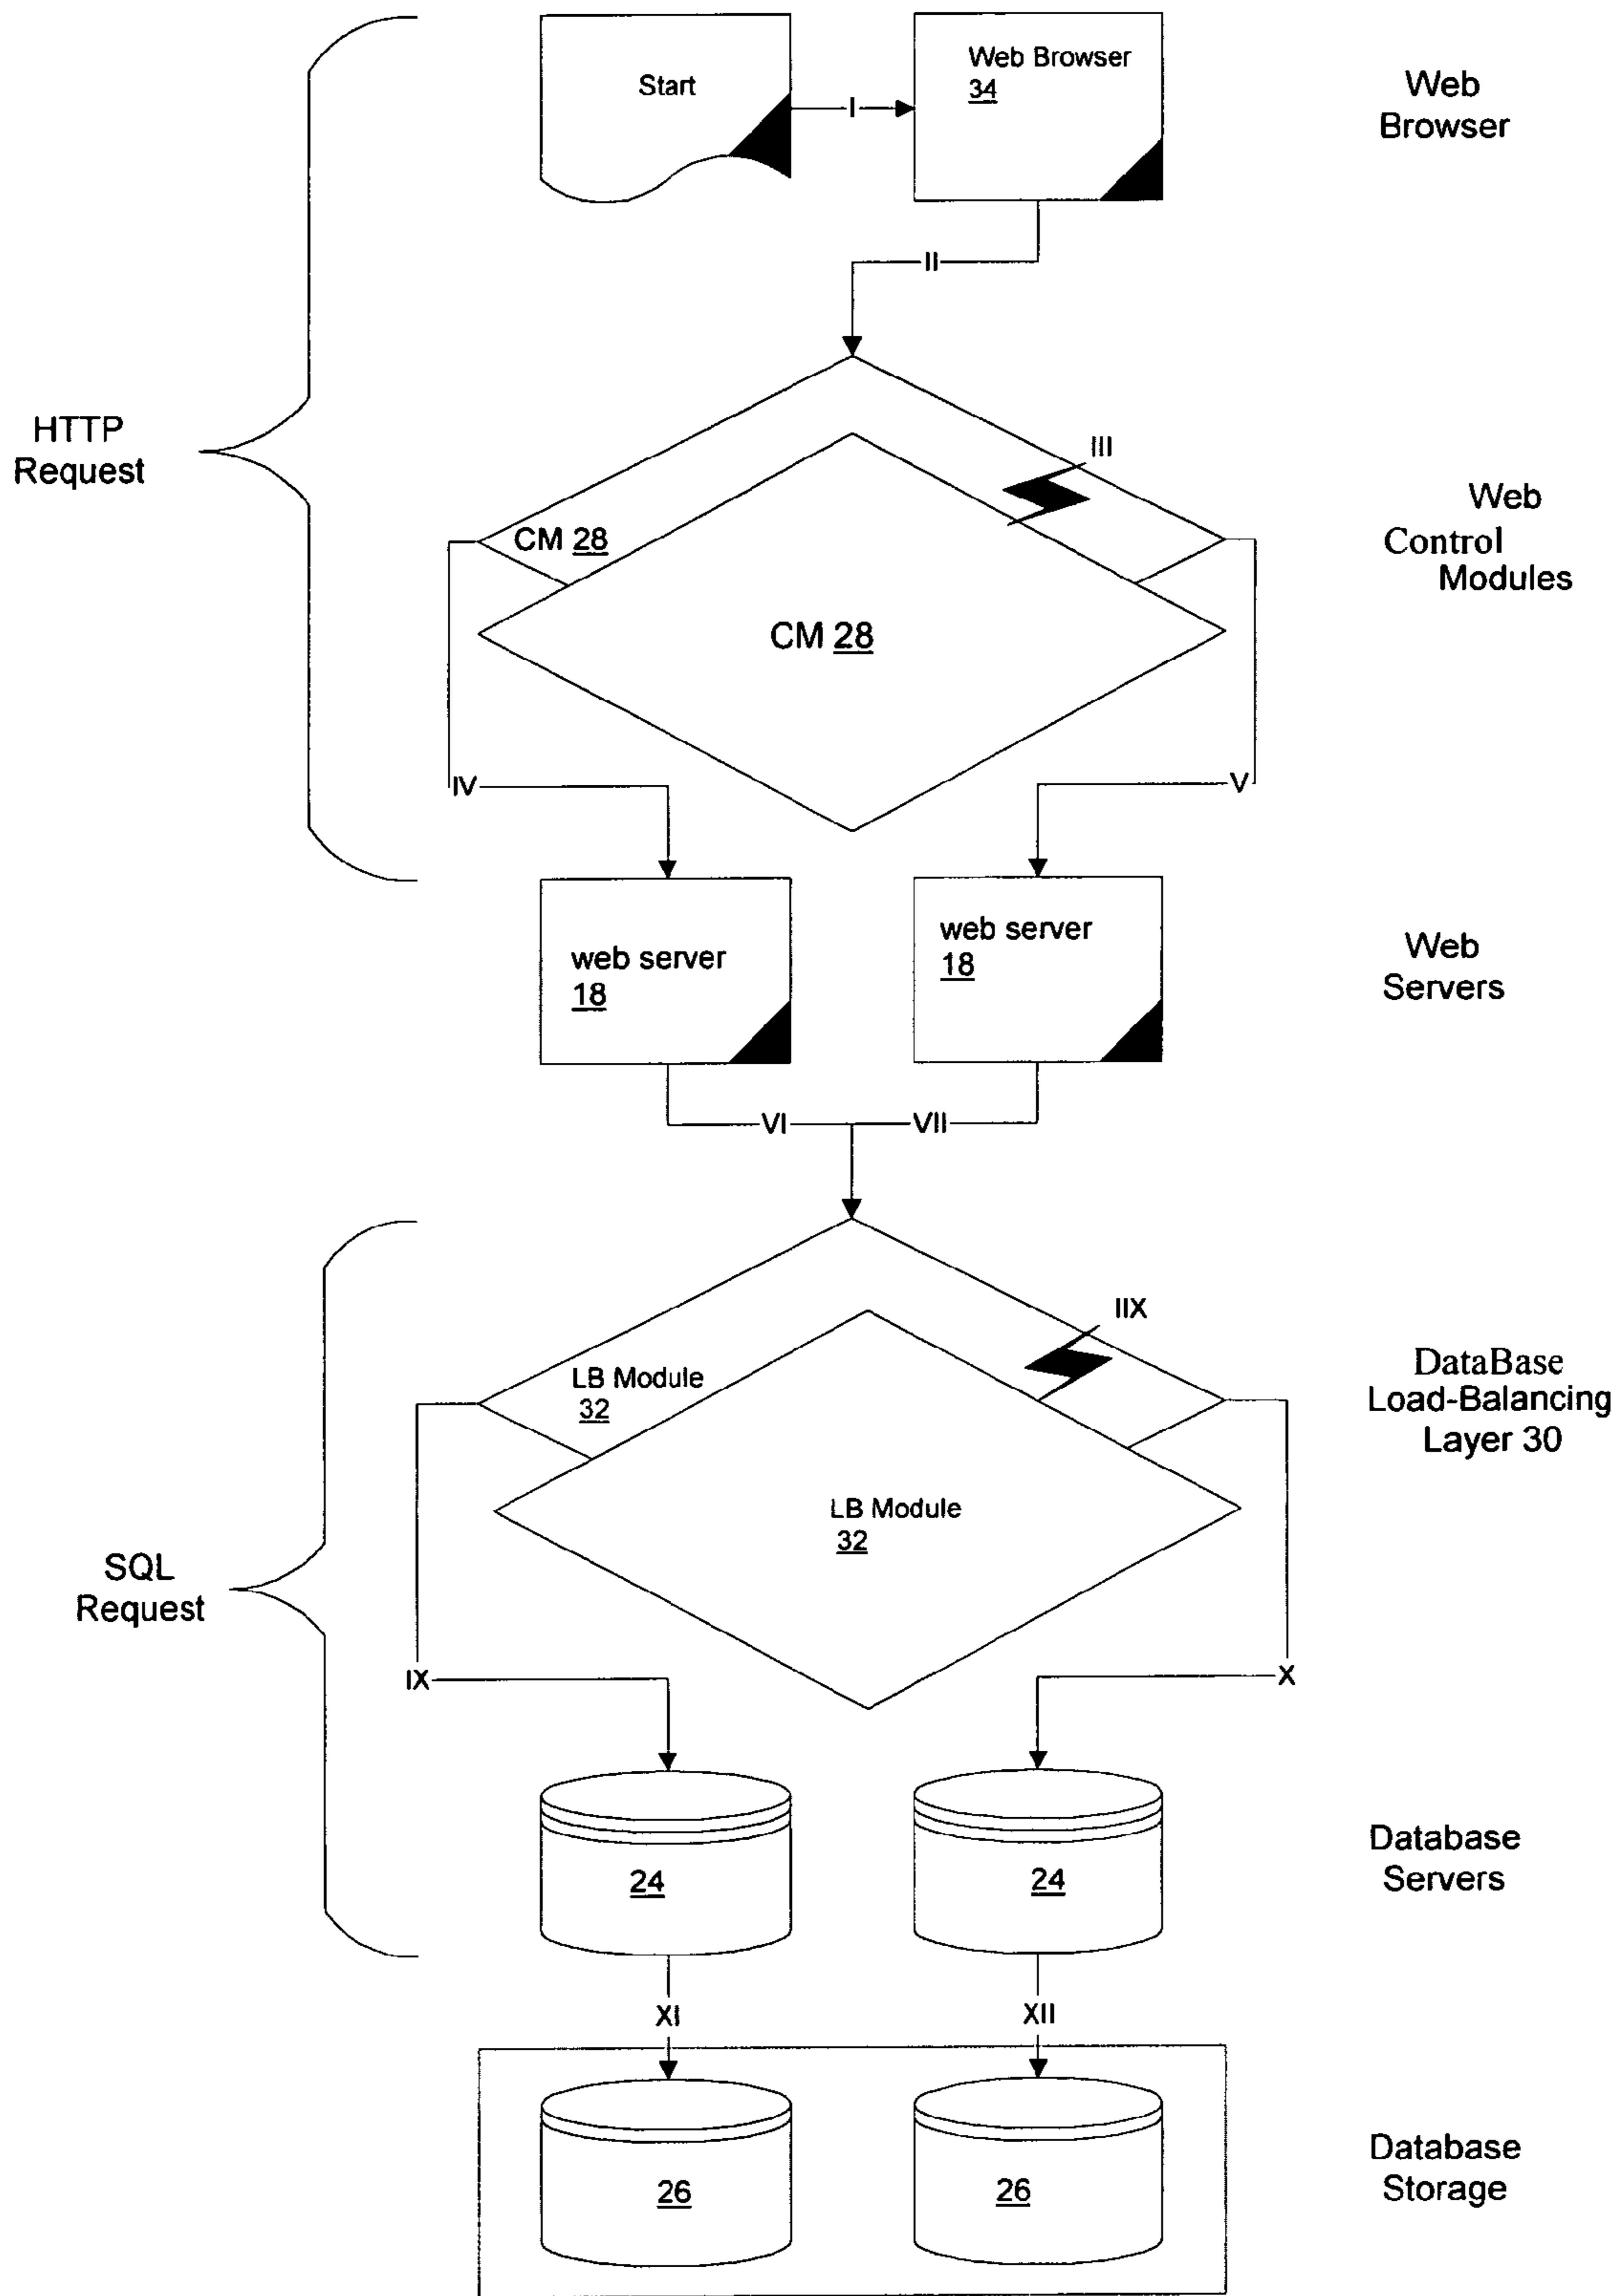 Start
I
Web Browser
34
Web
Browser
II
HTTP
Request
III
CM 28
CM 28
Web
Control
Modules
IV
V
web server
18
web server
18
Web
Servers
VI
VII
IIX
LB Module
32
LB Module
32
DataBase
Load-Balancing
Layer 30
SQL
Request
IX
X
24
24
Database
Servers
XI
XII
26
26
Database
Storage